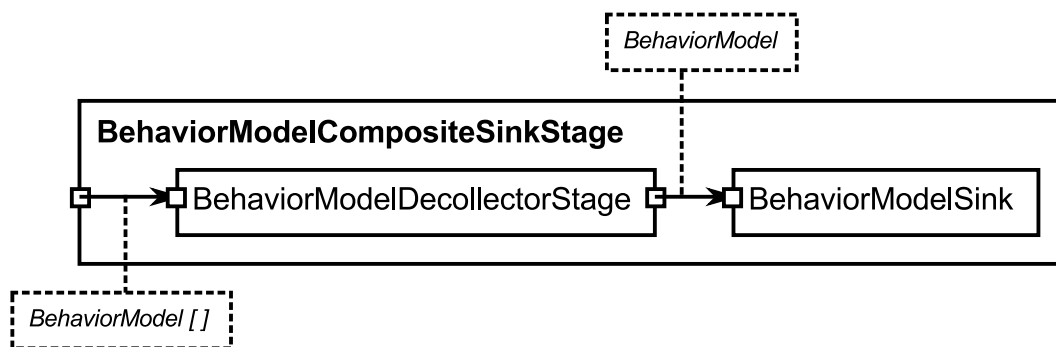 BehaviorModel
BehaviorModelCompositeSinkStage
BehaviorModelDecollectorStage
BehaviorModelSink
BehaviorModel [ ]